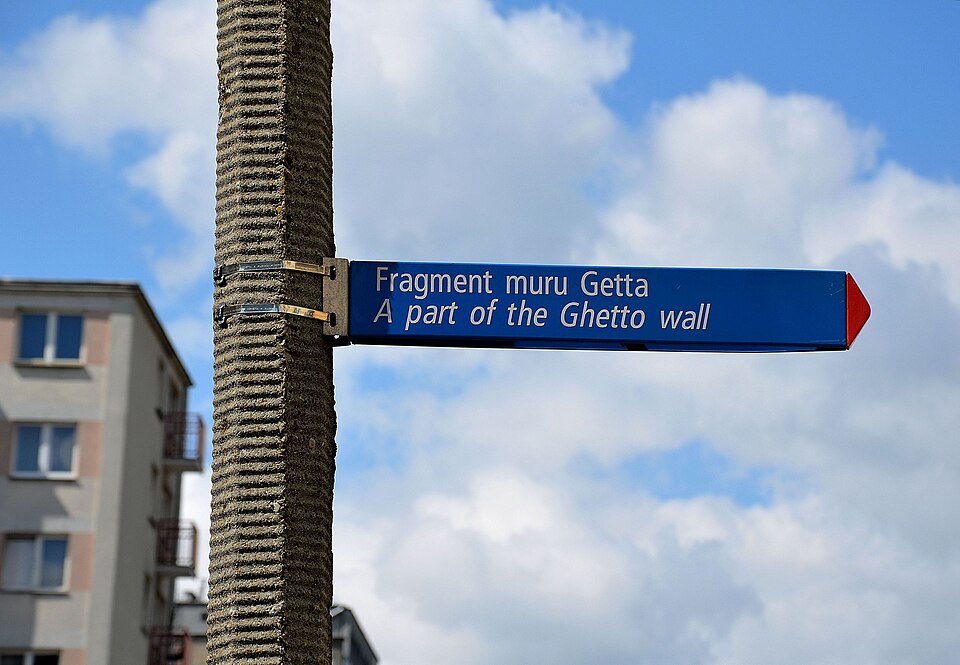 Fragment muru Getta
A part of the Ghetto wall